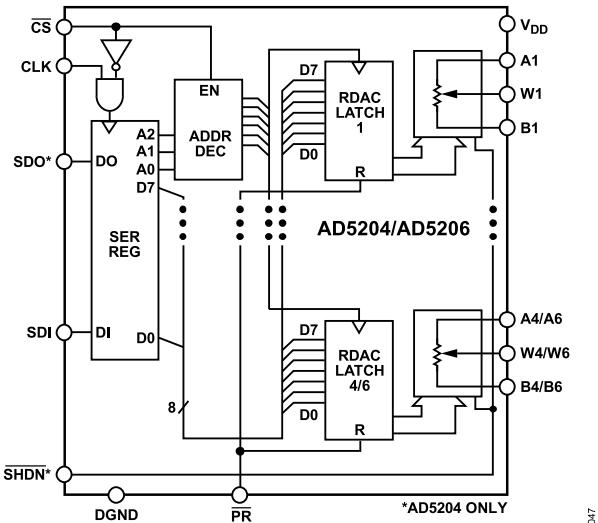 CS
VDD
CLK
A1
EN
D7
RDAC
LATCH
1
W1
A2
ADDR
DEC
B1
SDO*
DO
A1
D0
A0
R
D7
SER
REG
AD5204/AD5206
SDI
DI
D0
D7
RDAC
LATCH
4/6
A4/A6
W4/W6
8
D0
B4/B6
R
SHDN*
DGND
PR
*AD5204 ONLY
047